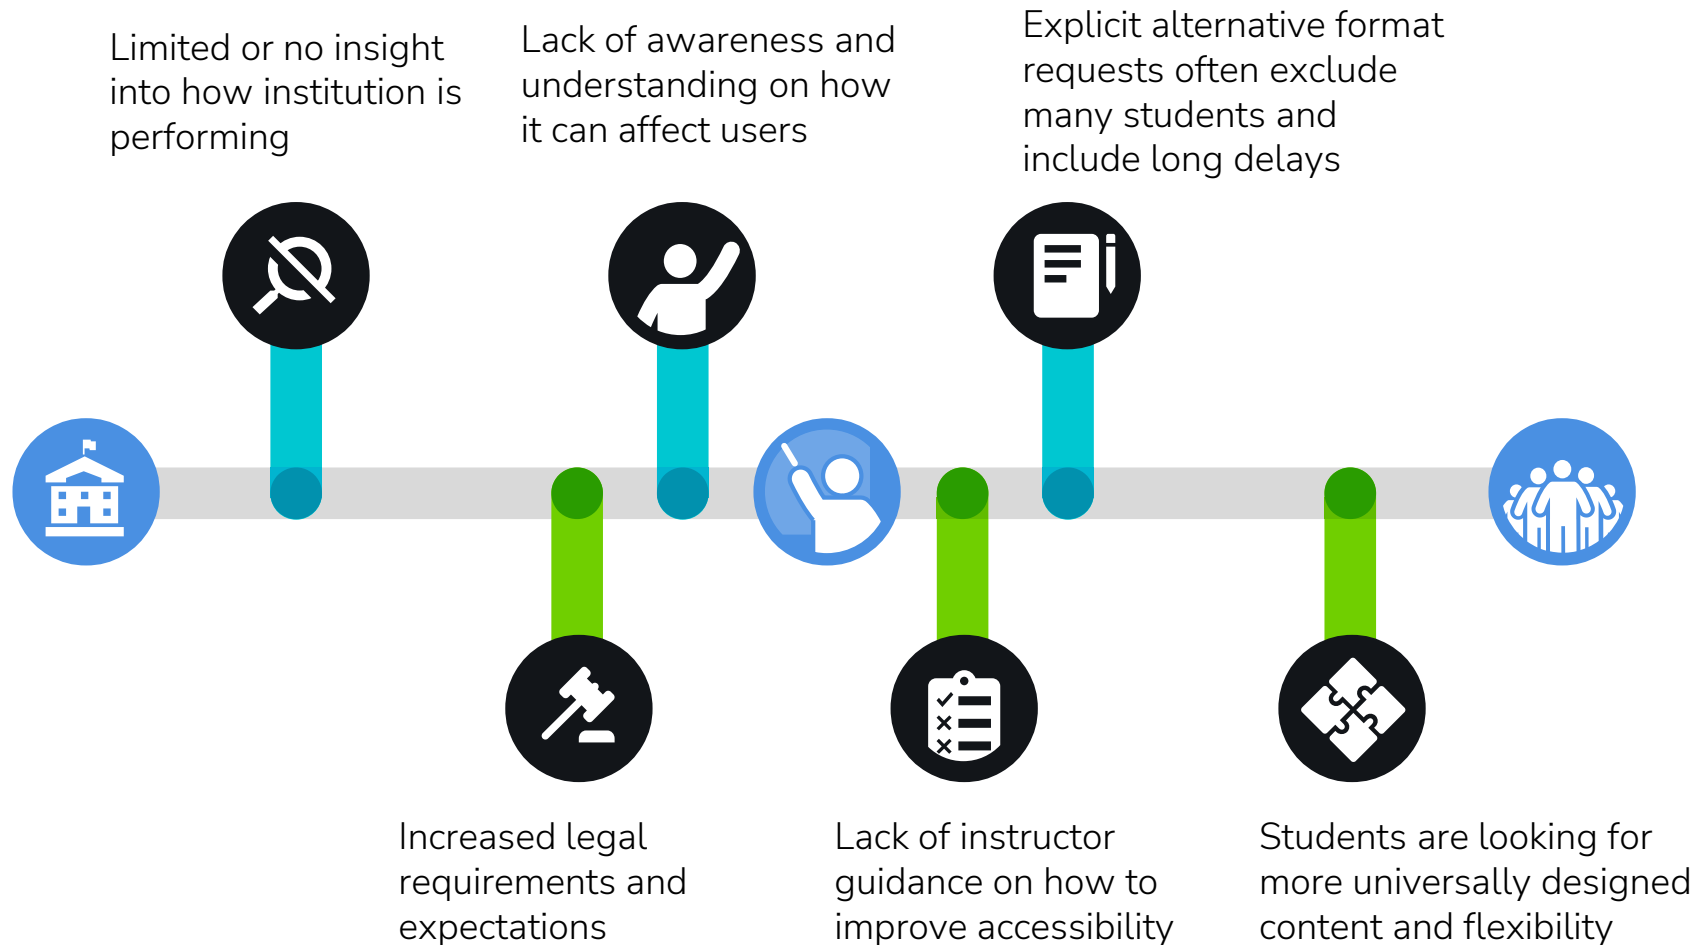 Limited or no insight
into how institution is
performing
Lack of awareness and
understanding on how
it can affect users
Explicit alternative format
requests often exclude
many students and
include long delays
Increased legal
requirements and
expectations
Lack of instructor
guidance on how to
improve accessibility
Students are looking for
more universally designed
content and flexibility